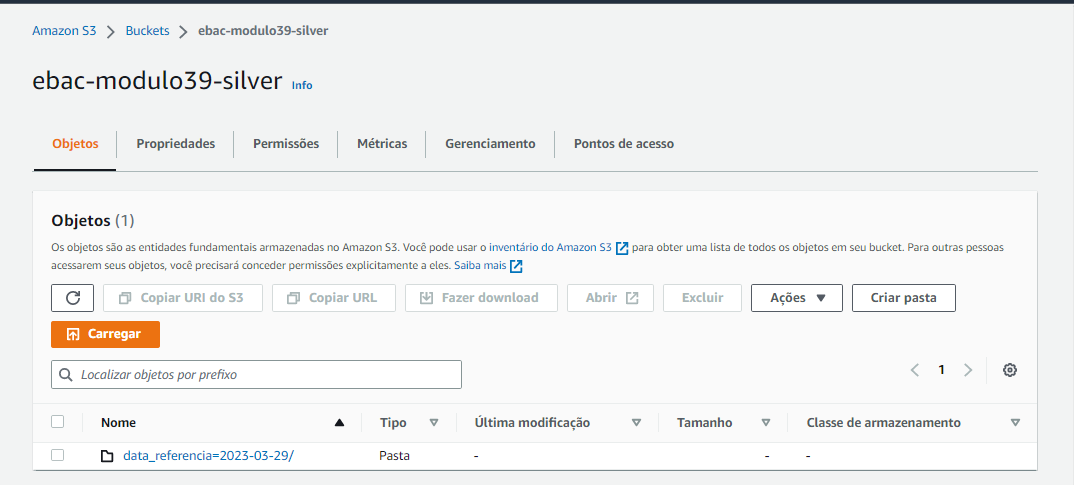 Amazon S3 > Buckets > ebac-modulo39-silver
ebac-modulo39-silver Info
Objetos Propriedades Permissões Métricas Gerenciamento Pontos de acesso
Objetos (1)
Os objetos são as entidades fundamentais armazenadas no Amazon S3. Você pode usar o inventário do Amazon S3 para obter uma lista de todos os objetos em seu bucket. Para outras pessoas
acessarem seus objetos, você precisará conceder permissões explicitamente a eles. Saiba mais
Copiar URI do S3 Copiar URL Fazer download Abrir Excluir Ações Criar pasta
Carregar
Localizar objetos por prefixo
< 1 >
Nome Tipo Última modificação Tamanho Classe de armazenamento
data_referencia=2023-03-29/ Pasta - - -